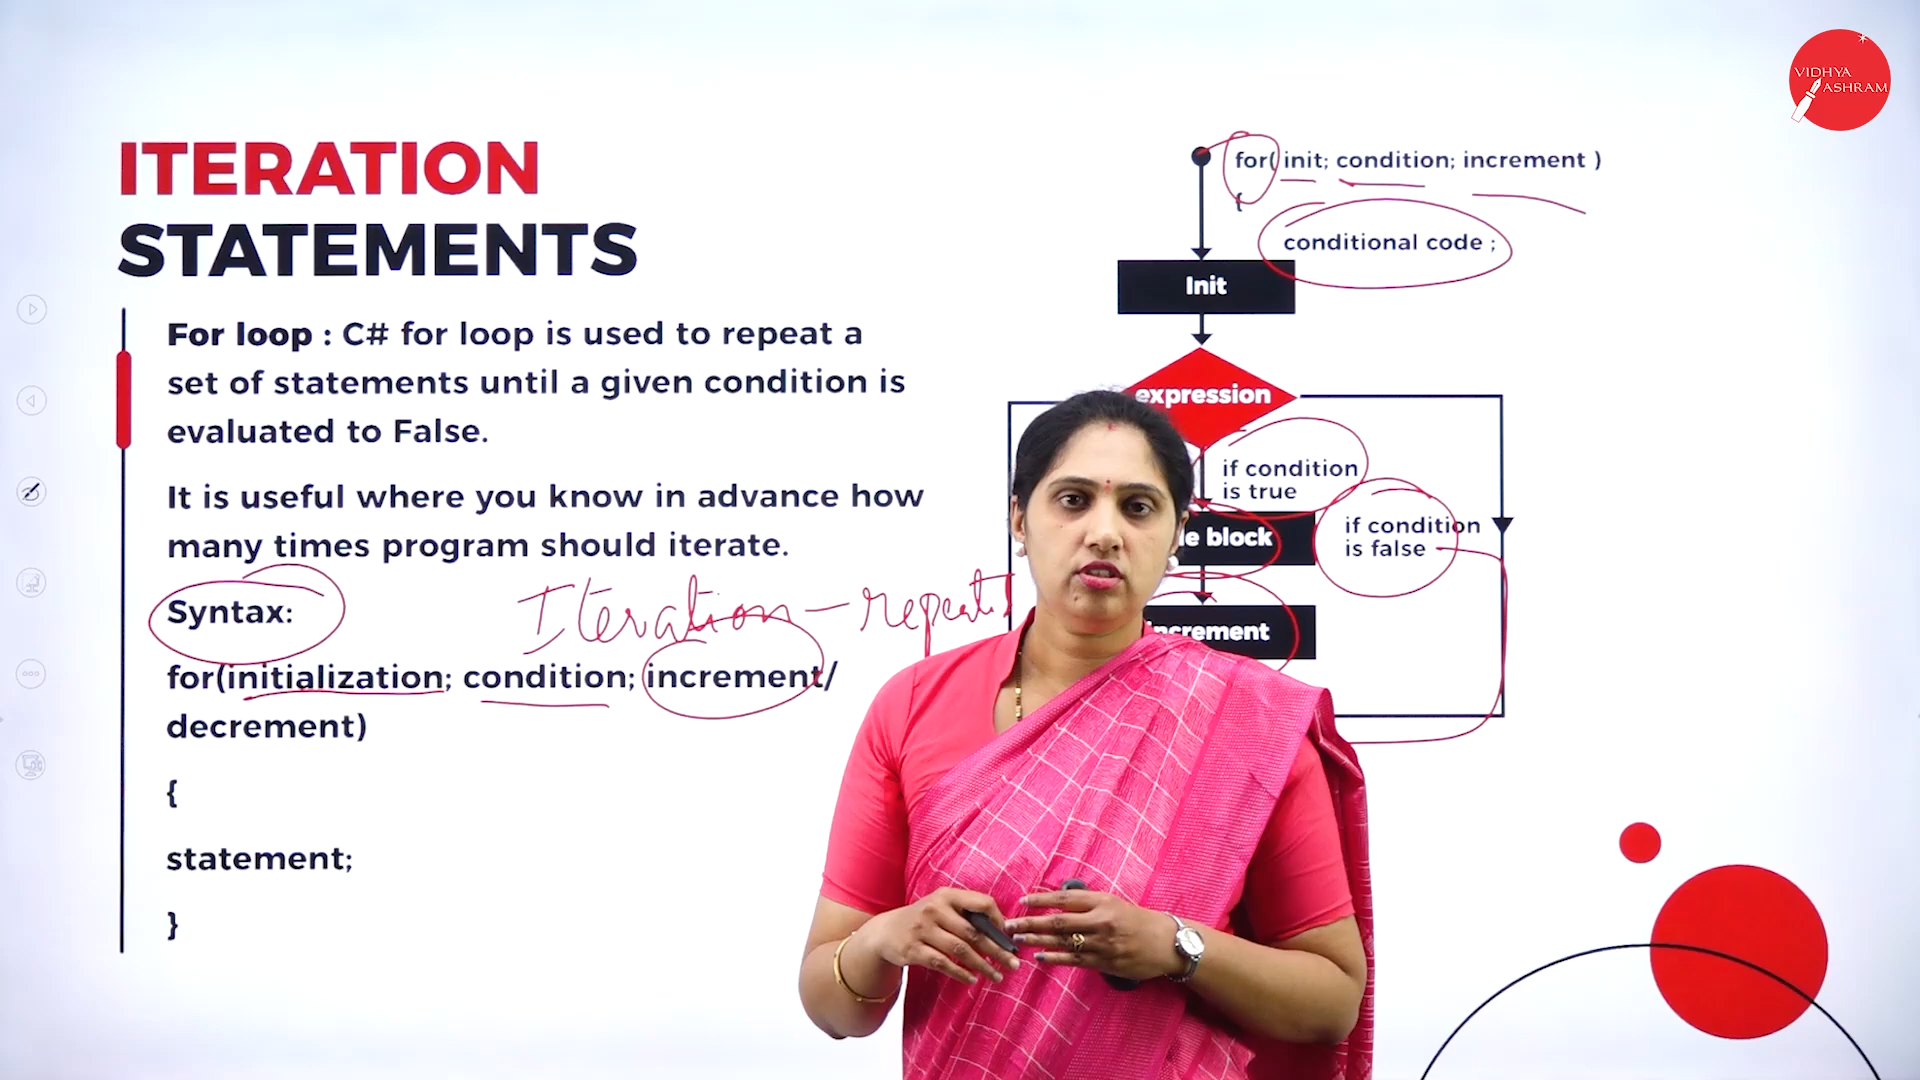 VIDHYA
ASHRAM
ITERATION
STATEMENTS
For loop : C# for loop is used to repeat a
set of statements until a given condition is
evaluated to False.
It is useful where you know in advance how
many times program should iterate.
Syntax:
Iteration -
for(initialization; condition; increment/
decrement)
{
statement;
}
for( init; condition; increment )
{
conditional code ;
Init
expression
if condition
is true
block
if condition
is false
increment